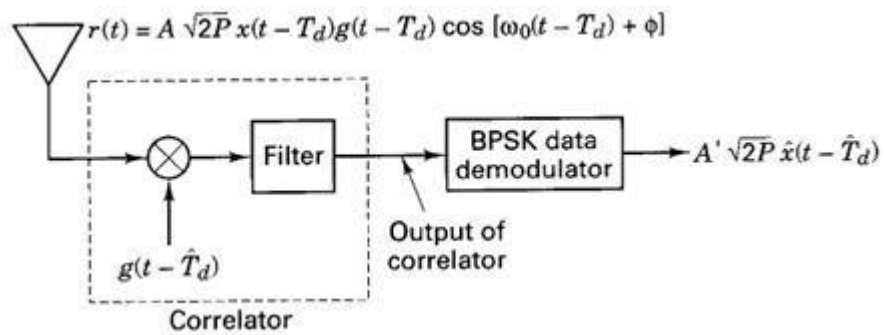 r(t) = A √2P x(t − T_d)g(t − T_d) cos [ω₀(t − T_d) + ϕ]
Filter
BPSK data
demodulator
A' √2P x̂(t − T̂_d)
Output of
correlator
g(t − T̂_d)
Correlator